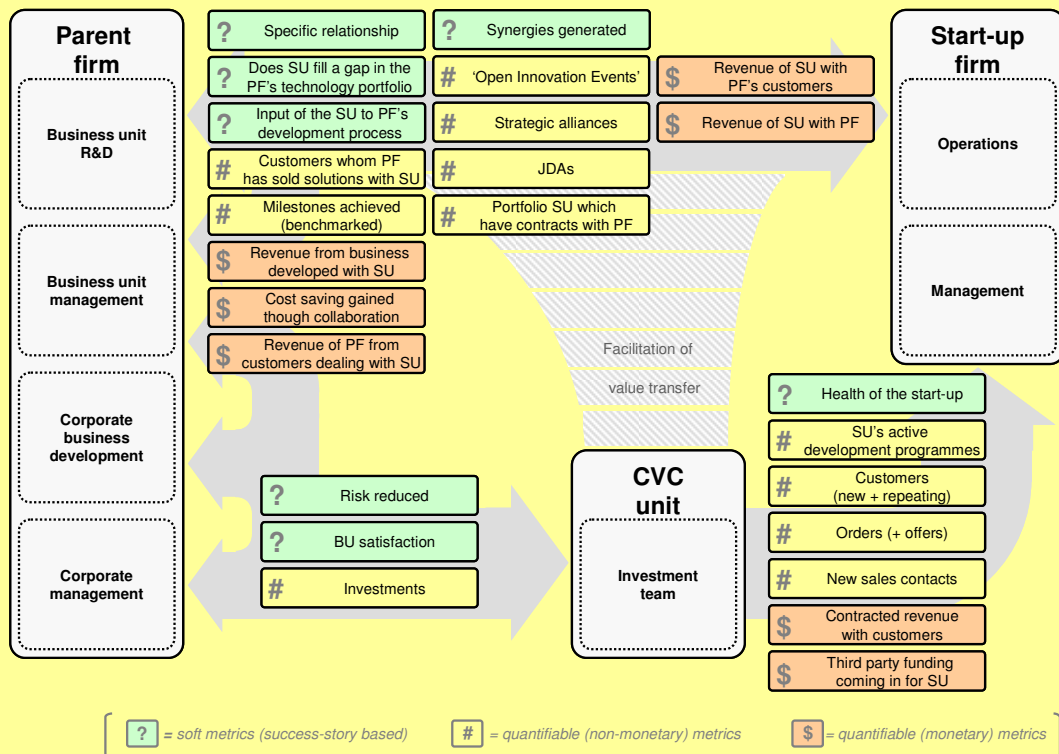 Parent
firm
Business unit
R&D
Business unit
management
Corporate
business
development
Corporate
management
? Specific relationship
? Does SU fill a gap in the
PF's technology portfolio
? Input of the SU to PF's
development process
# Customers whom PF
has sold solutions with SU
# Milestones achieved
(benchmarked)
$ Revenue from business
developed with SU
$ Cost saving gained
though collaboration
$ Revenue of PF from
customers dealing with SU
? Synergies generated
# ‘Open Innovation Events’
# Strategic alliances
# JDAs
# Portfolio SU which
have contracts with PF
$ Revenue of SU with
PF's customers
$ Revenue of SU with PF
Start-up
firm
Operations
Management
Facilitation of
value transfer
? Risk reduced
? BU satisfaction
# Investments
CVC
unit
Investment
team
? Health of the start-up
# SU's active
development programmes
# Customers
(new + repeating)
# Orders (+ offers)
# New sales contacts
$ Contracted revenue
with customers
$ Third party funding
coming in for SU
? = soft metrics (success-story based)
# = quantifiable (non-monetary) metrics
$ = quantifiable (monetary) metrics